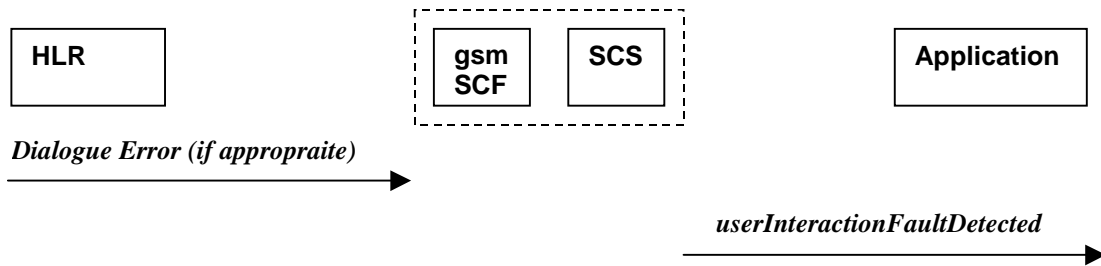 HLR
gsm
SCF
SCS
Application
Dialogue Error (if appropraite)
userInteractionFaultDetected